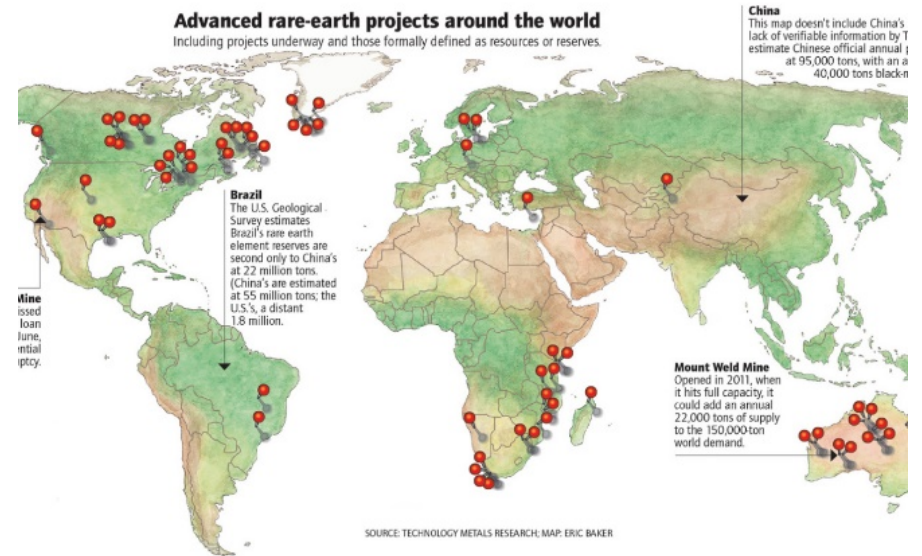 Advanced rare-earth projects around the world
Including projects underway and those formally defined as resources or reserves.
China
This map doesn't include China's
lack of verifiable information by T
estimate Chinese official annual p
at 95,000 tons, with an a
40,000 tons black-m
Brazil
The U.S. Geological
Survey estimates
Brazil's rare earth
element reserves are
second only to China's
at 22 million tons.
(China's are estimated
at 55 million tons; the
U.S.'s, a distant
1.8 million.
Mine
issed
loan
June,
ential
uptcy.
Mount Weld Mine
Opened in 2011, when
it hits full capacity, it
could add an annual
22,000 tons of supply
to the 150,000-ton
world demand.
SOURCE: TECHNOLOGY METALS RESEARCH; MAP: ERIC BAKER